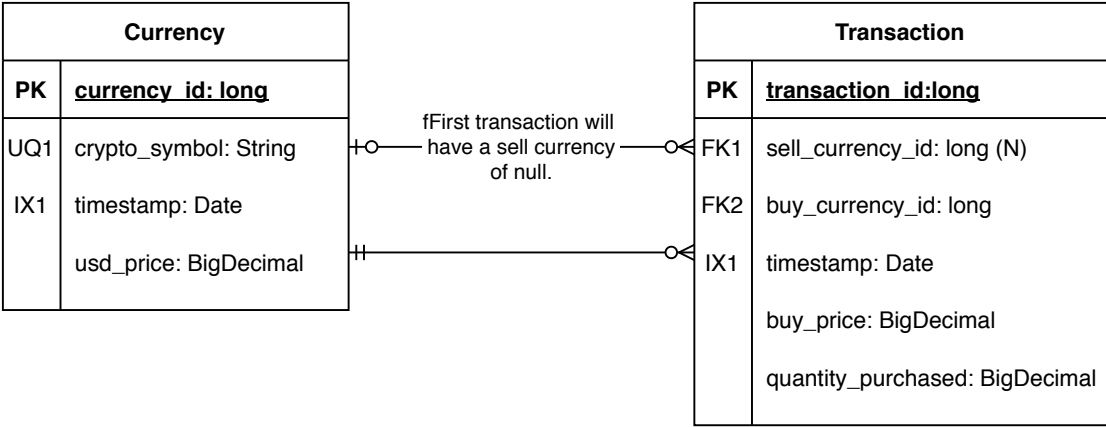 Currency
PK currency_id: long
UQ1 crypto_symbol: String
IX1 timestamp: Date
usd_price: BigDecimal
fFirst transaction will
have a sell currency
of null.
Transaction
PK transaction_id:long
FK1 sell_currency_id: long (N)
FK2 buy_currency_id: long
IX1 timestamp: Date
buy_price: BigDecimal
quantity_purchased: BigDecimal